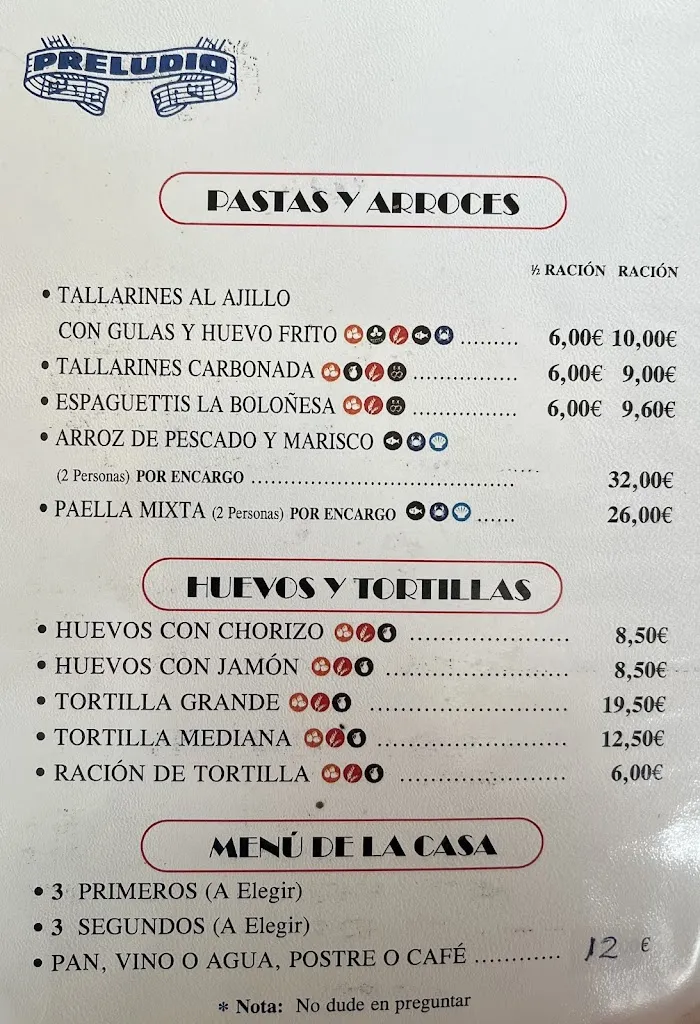 PRELUDIO
PASTAS Y ARROCES
½ RACIÓN RACIÓN
• TALLARINES AL AJILLO
CON GULAS Y HUEVO FRITO ......... 6,00€ 10,00€
• TALLARINES CARBONADA ................ 6,00€ 9,00€
• ESPAGUETTIS LA BOLOÑESA ................ 6,00€ 9,60€
• ARROZ DE PESCADO Y MARISCO
(2 Personas) POR ENCARGO ........................................ 32,00€
• PAELLA MIXTA (2 Personas) POR ENCARGO ...... 26,00€
HUEVOS Y TORTILLAS
• HUEVOS CON CHORIZO ........................ 8,50€
• HUEVOS CON JAMÓN ........................... 8,50€
• TORTILLA GRANDE ............................. 19,50€
• TORTILLA MEDIANA ............................ 12,50€
• RACIÓN DE TORTILLA ........................ 6,00€
MENÚ DE LA CASA
• 3 PRIMEROS (A Elegir)
• 3 SEGUNDOS (A Elegir)
• PAN, VINO O AGUA, POSTRE O CAFÉ ............ 12 €
* Nota: No dude en preguntar